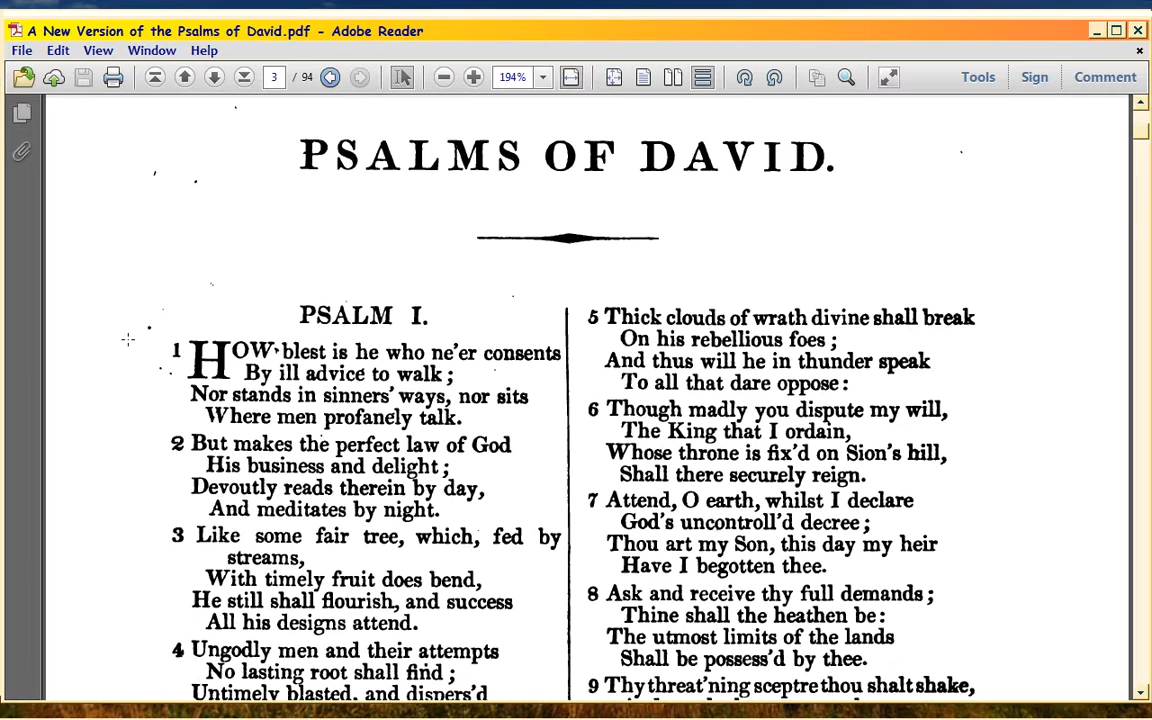 A New Version of the Psalms of David.pdf - Adobe Reader
File Edit View Window Help
3 / 94 194% Tools Sign Comment
PSALMS OF DAVID.
PSALM I.
1 HOW blest is he who ne'er consents
By ill advice to walk;
Nor stands in sinners' ways, nor sits
Where men profanely talk.
2 But makes the perfect law of God
His business and delight;
Devoutly reads therein by day,
And meditates by night.
3 Like some fair tree, which, fed by
streams,
With timely fruit does bend,
He still shall flourish, and success
All his designs attend.
4 Ungodly men and their attempts
No lasting root shall find;
Untimely blasted, and dispers'd
5 Thick clouds of wrath divine shall break
On his rebellious foes;
And thus will he in thunder speak
To all that dare oppose:
6 Though madly you dispute my will,
The King that I ordain,
Whose throne is fix'd on Sion's hill,
Shall there securely reign.
7 Attend, O earth, whilst I declare
God's uncontroll'd decree;
Thou art my Son, this day my heir
Have I begotten thee.
8 Ask and receive thy full demands;
Thine shall the heathen be:
The utmost limits of the lands
Shall be possess'd by thee.
9 Thy threat'ning sceptre thou shalt shake,